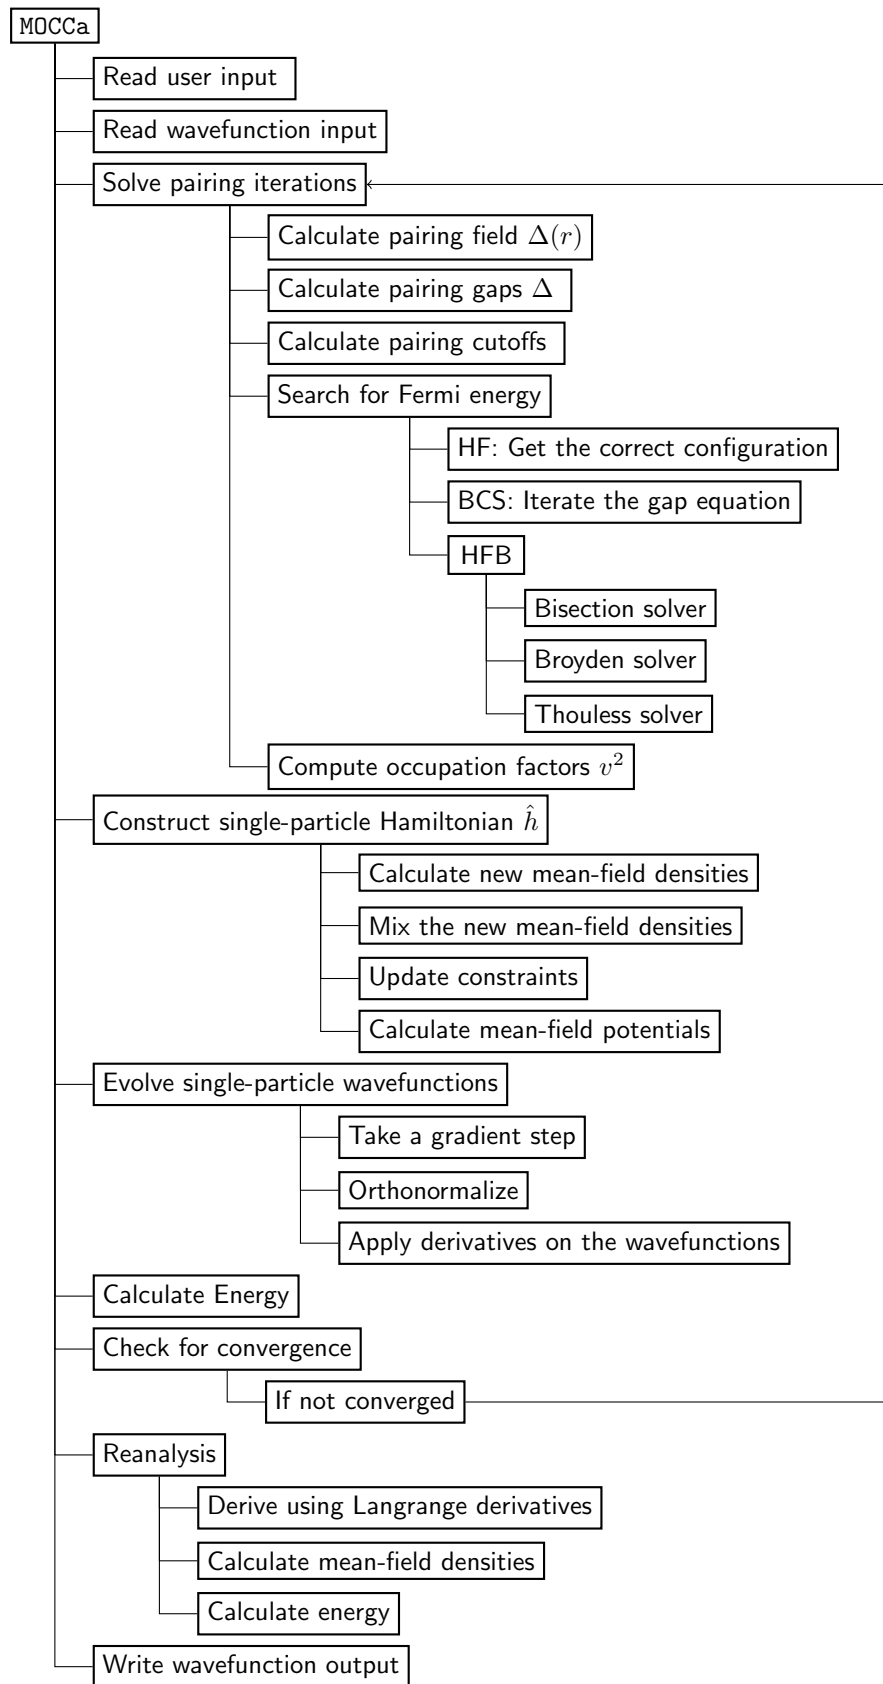 MOCCa
Read user input
Read wavefunction input
Solve pairing iterations
Calculate pairing field Δ(r)
Calculate pairing gaps Δ
Calculate pairing cutoffs
Search for Fermi energy
HF: Get the correct configuration
BCS: Iterate the gap equation
HFB
Bisection solver
Broyden solver
Thouless solver
Compute occupation factors v²
Construct single-particle Hamiltonian ĥ
Calculate new mean-field densities
Mix the new mean-field densities
Update constraints
Calculate mean-field potentials
Evolve single-particle wavefunctions
Take a gradient step
Orthonormalize
Apply derivatives on the wavefunctions
Calculate Energy
Check for convergence
If not converged
Reanalysis
Derive using Langrange derivatives
Calculate mean-field densities
Calculate energy
Write wavefunction output